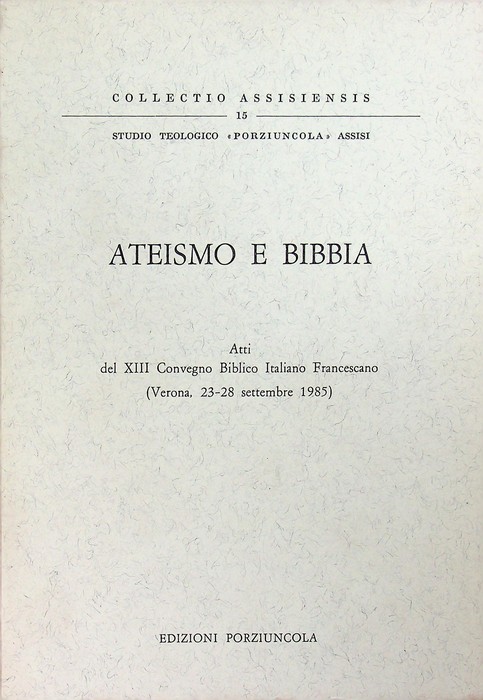 COLLECTIO ASSISIENSIS
15
STUDIO TEOLOGICO «PORZIUNCOLA» ASSISI
ATEISMO E BIBBIA
Atti
del XIII Convegno Biblico Italiano Francescano
(Verona, 23-28 settembre 1985)
EDIZIONI PORZIUNCOLA